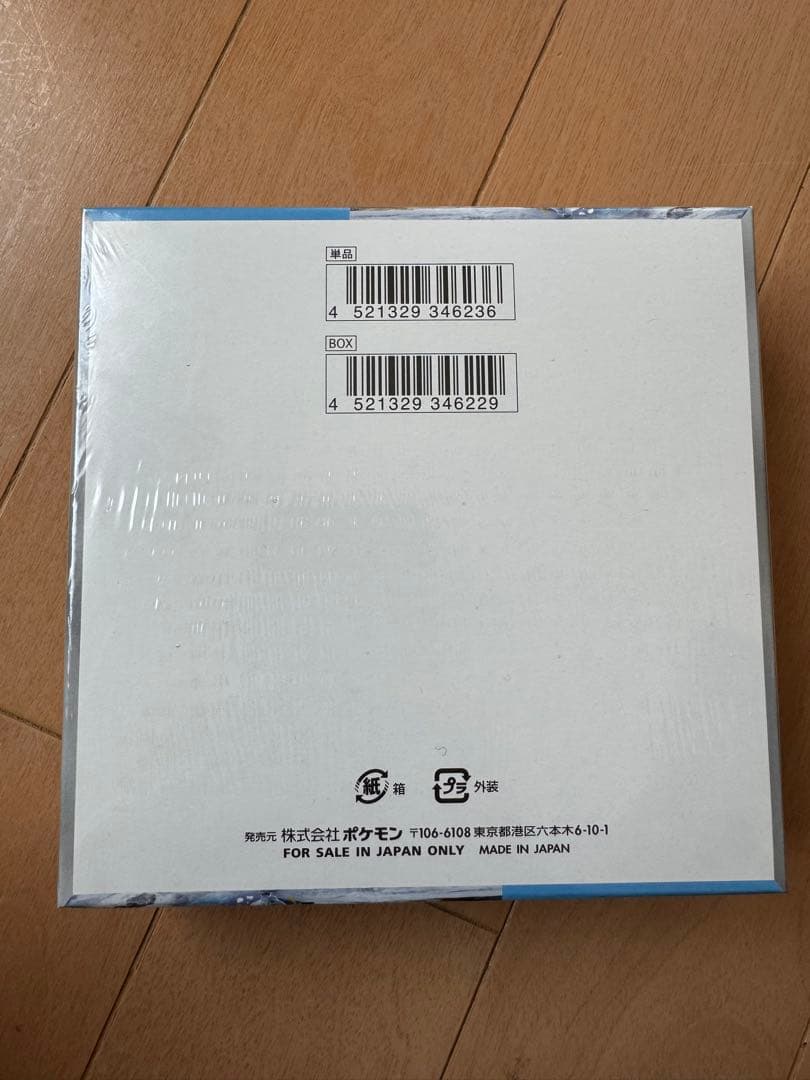 単品
4 521329 346236
BOX
4 521329 346229
紙 箱 プラ 外装
発売元 株式会社 ポケモン 〒106-6108 東京都港区六本木6-10-1
FOR SALE IN JAPAN ONLY MADE IN JAPAN